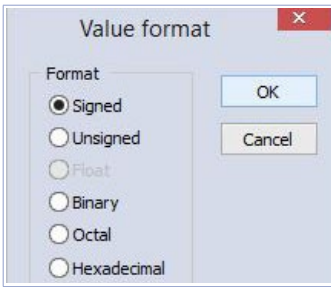 Value format
Format
Signed
OK
Unsigned
Cancel
Float
Binary
Octal
Hexadecimal